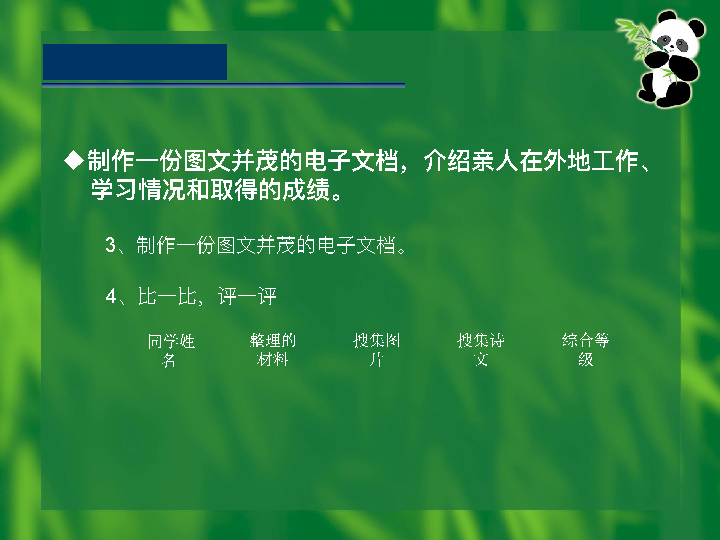 ◆制作一份图文并茂的电子文档，介绍亲人在外地工作、
学习情况和取得的成绩。
3、制作一份图文并茂的电子文档。
4、比一比，评一评
同学姓 整理的 搜集图 搜集诗 综合等
名 材料 片 文 级